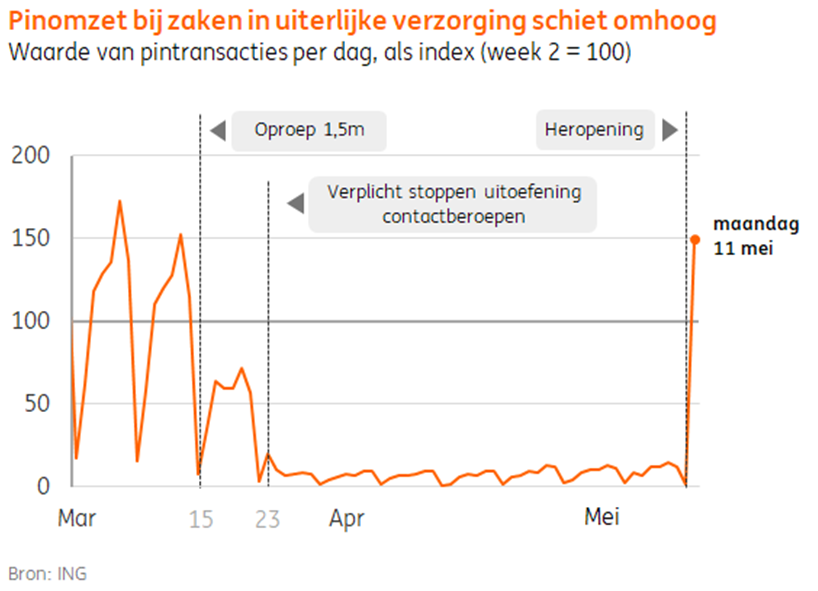 Pinomzet bij zaken in uiterlijke verzorging schiet omhoog
Waarde van pintransacties per dag, als index (week 2 = 100)
Oproep 1,5m
Heropening
Verplicht stoppen uitoefening
contactberoepen
200
150
100
50
0
maandag
11 mei
Mar
15
23
Apr
Mei
Bron: ING